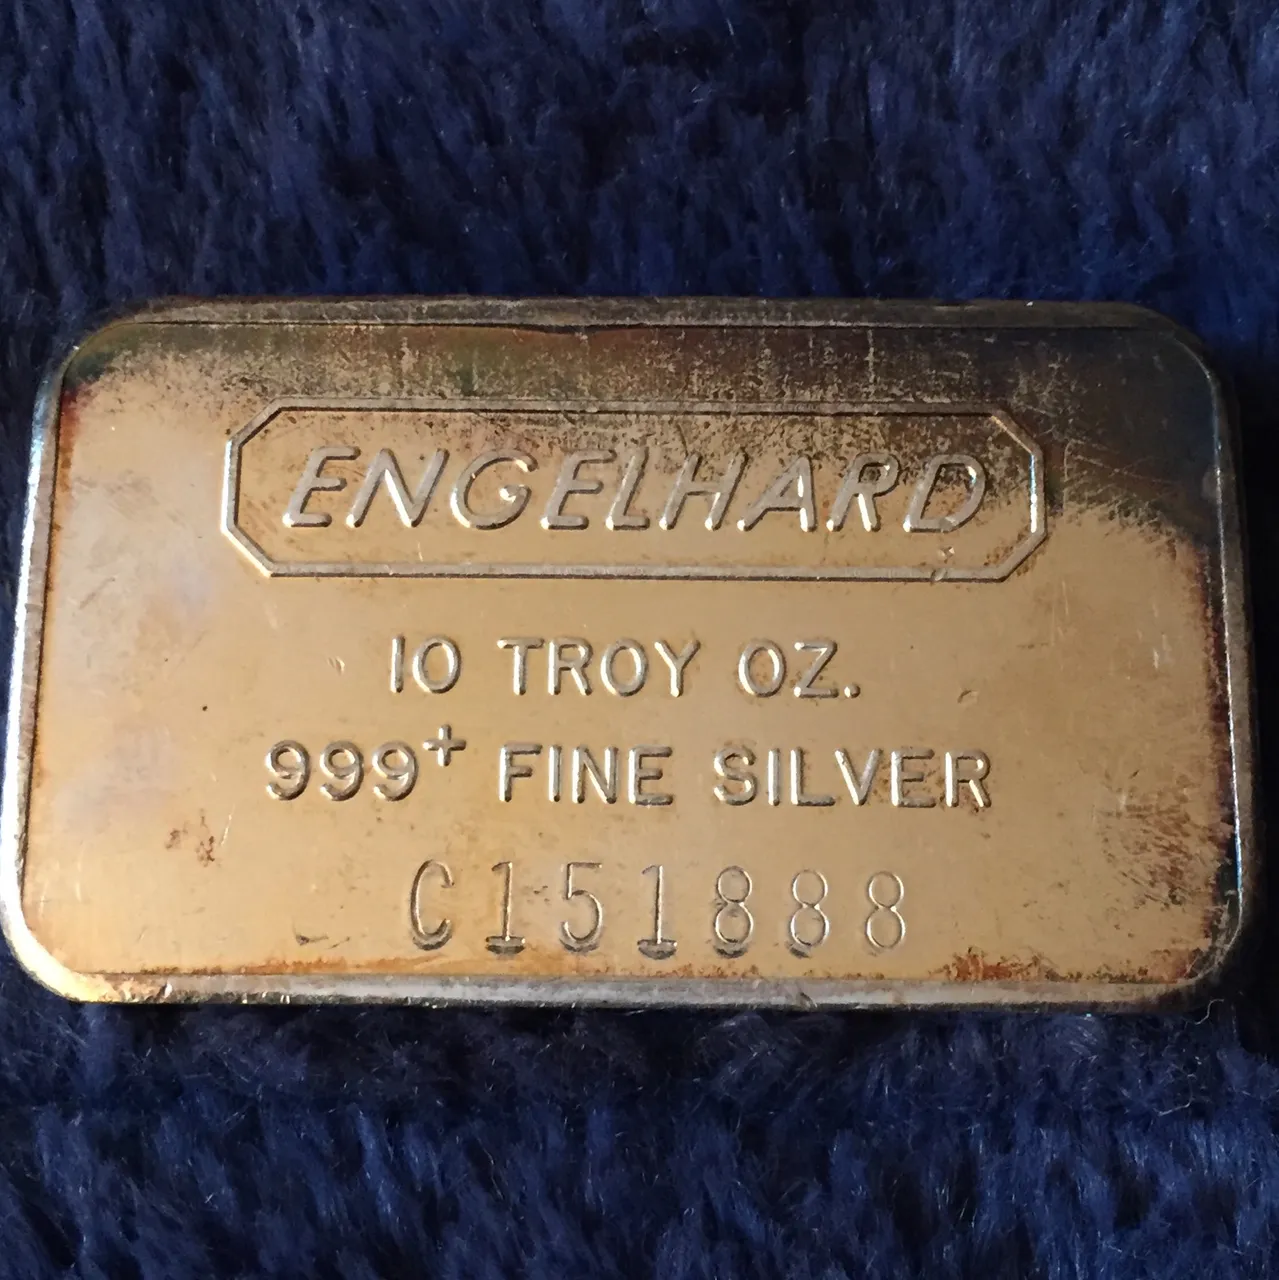 ENGELHARD
10 TROY OZ.
999+ FINE SILVER
C151888